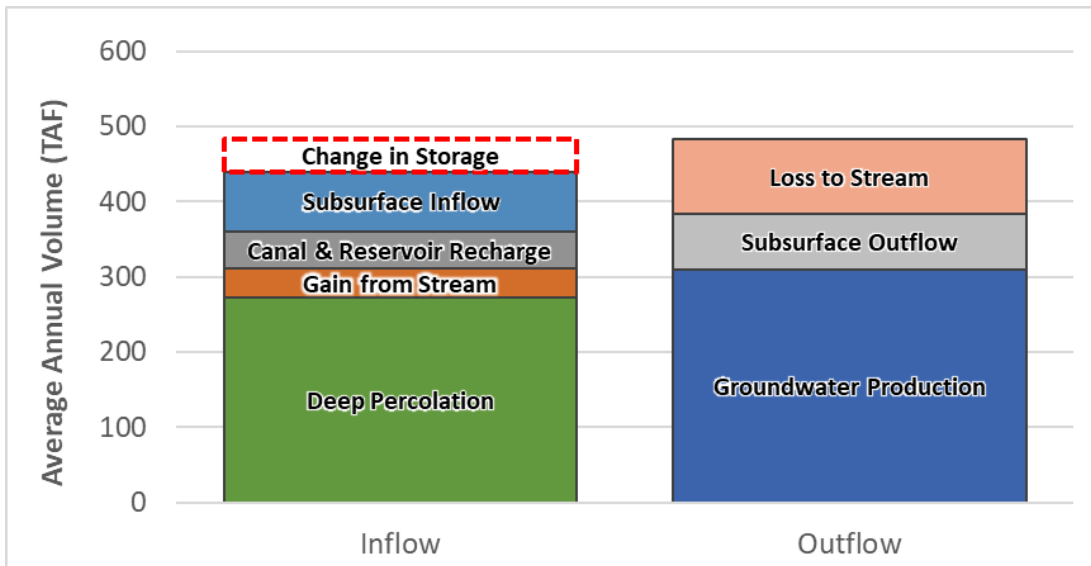 Average Annual Volume (TAF)
600
500
400
300
200
100
0
Change in Storage
Subsurface Inflow
Canal & Reservoir Recharge
Gain from Stream
Deep Percolation
Loss to Stream
Subsurface Outflow
Groundwater Production
Inflow
Outflow